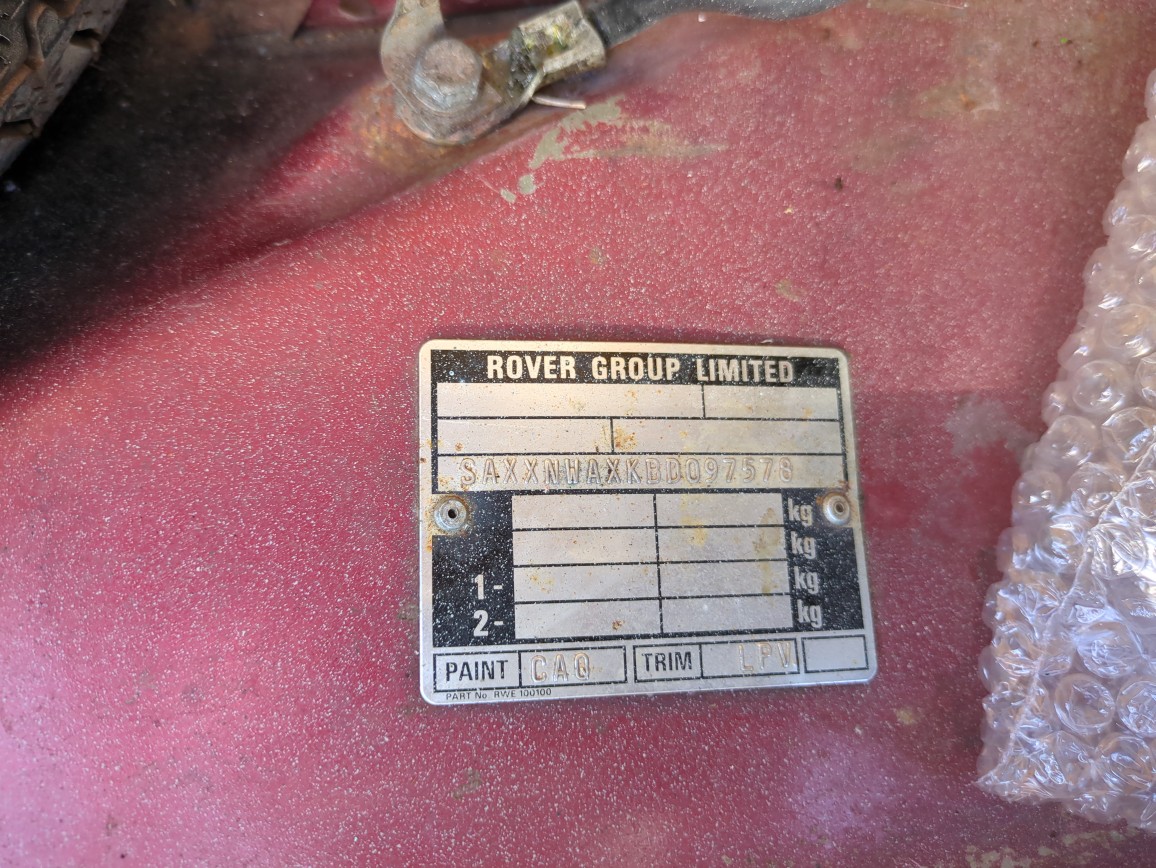 ROVER GROUP LIMITED
SAXXNWAXKBD097578
kg
kg
1- kg
2- kg
PAINT CAQ TRIM LPV
PART No RWE 100100